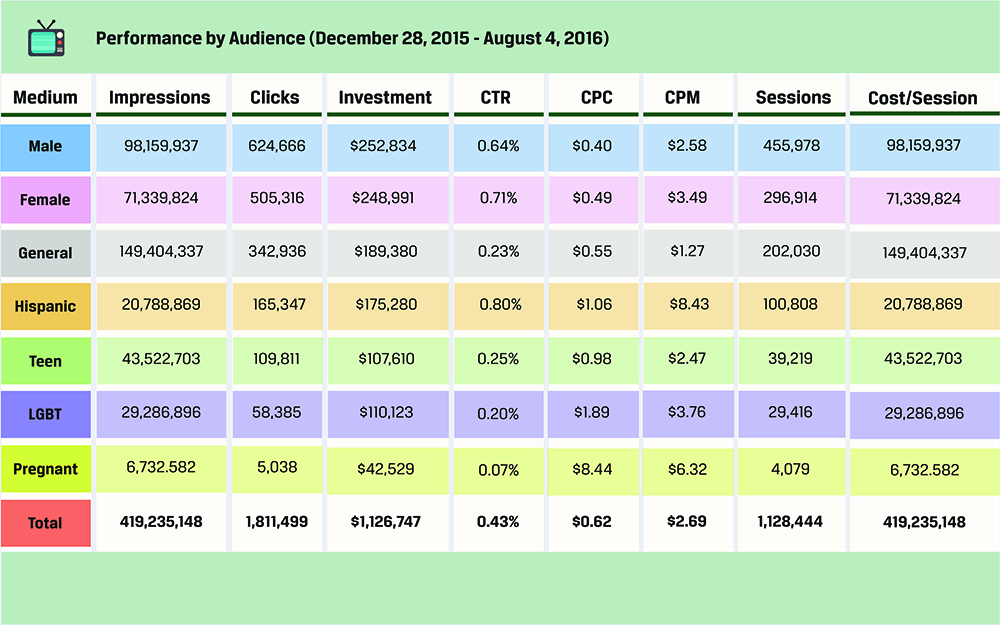 Performance by Audience (December 28, 2015 - August 4, 2016)
Medium Impressions Clicks Investment CTR CPC CPM Sessions Cost/Session
Male 98,159,937 624,666 $252,834 0.64% $0.40 $2.58 455,978 98,159,937
Female 71,339,824 505,316 $248,991 0.71% $0.49 $3.49 296,914 71,339,824
General 149,404,337 342,936 $189,380 0.23% $0.55 $1.27 202,030 149,404,337
Hispanic 20,788,869 165,347 $175,280 0.80% $1.06 $8.43 100,808 20,788,869
Teen 43,522,703 109,811 $107,610 0.25% $0.98 $2.47 39,219 43,522,703
LGBT 29,286,896 58,385 $110,123 0.20% $1.89 $3.76 29,416 29,286,896
Pregnant 6,732.582 5,038 $42,529 0.07% $8.44 $6.32 4,079 6,732.582
Total 419,235,148 1,811,499 $1,126,747 0.43% $0.62 $2.69 1,128,444 419,235,148